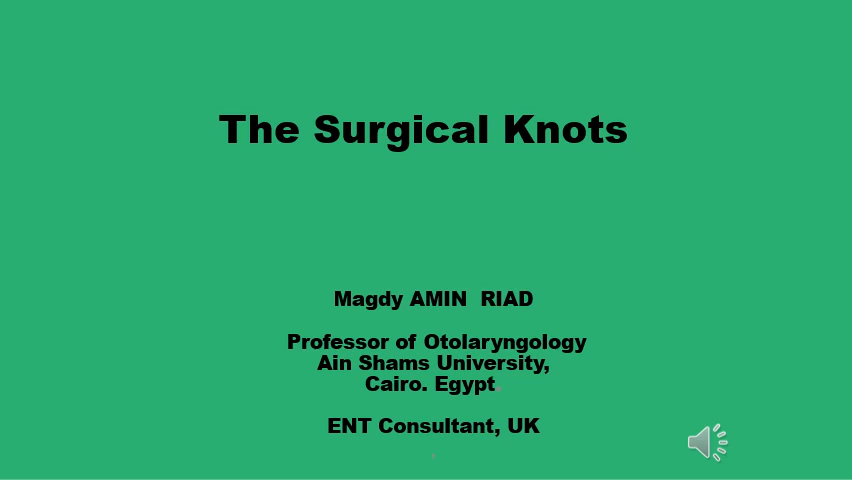 The Surgical Knots
Magdy AMIN  RIAD
Professor of Otolaryngology
Ain Shams University,
Cairo. Egypt
ENT Consultant, UK